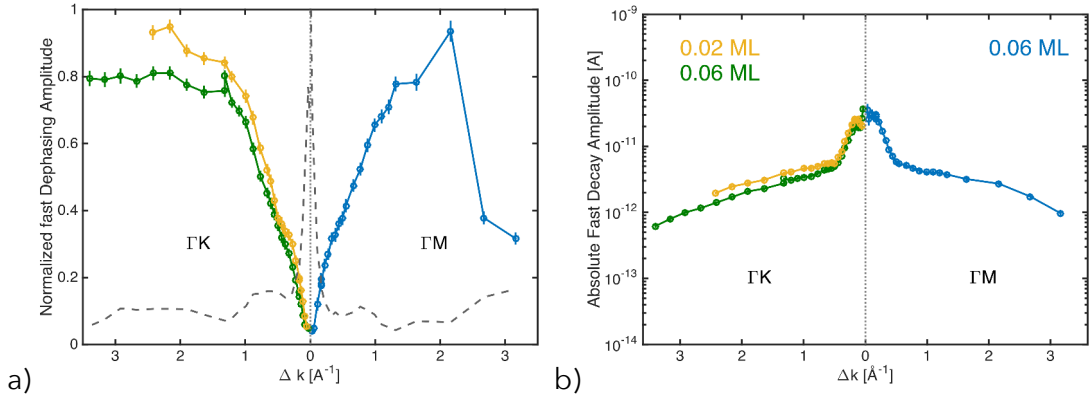 Normalized fast Dephasing Amplitude
1
0.8
0.6
0.4
0.2
0
ΓK
ΓM
3
2
1
0
1
2
3
Δ k [A⁻¹]
a)
Absolute Fast Decay Amplitude [A]
10⁻⁹
10⁻¹⁰
10⁻¹¹
10⁻¹²
10⁻¹³
10⁻¹⁴
0.02 ML
0.06 ML
0.06 ML
ΓK
ΓM
3
2
1
0
1
2
3
Δk [Å⁻¹]
b)